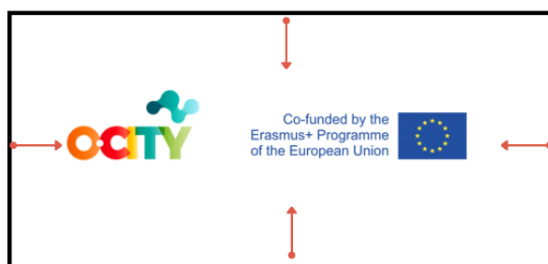 O-CITY
Co-funded by the
Erasmus+ Programme
of the European Union